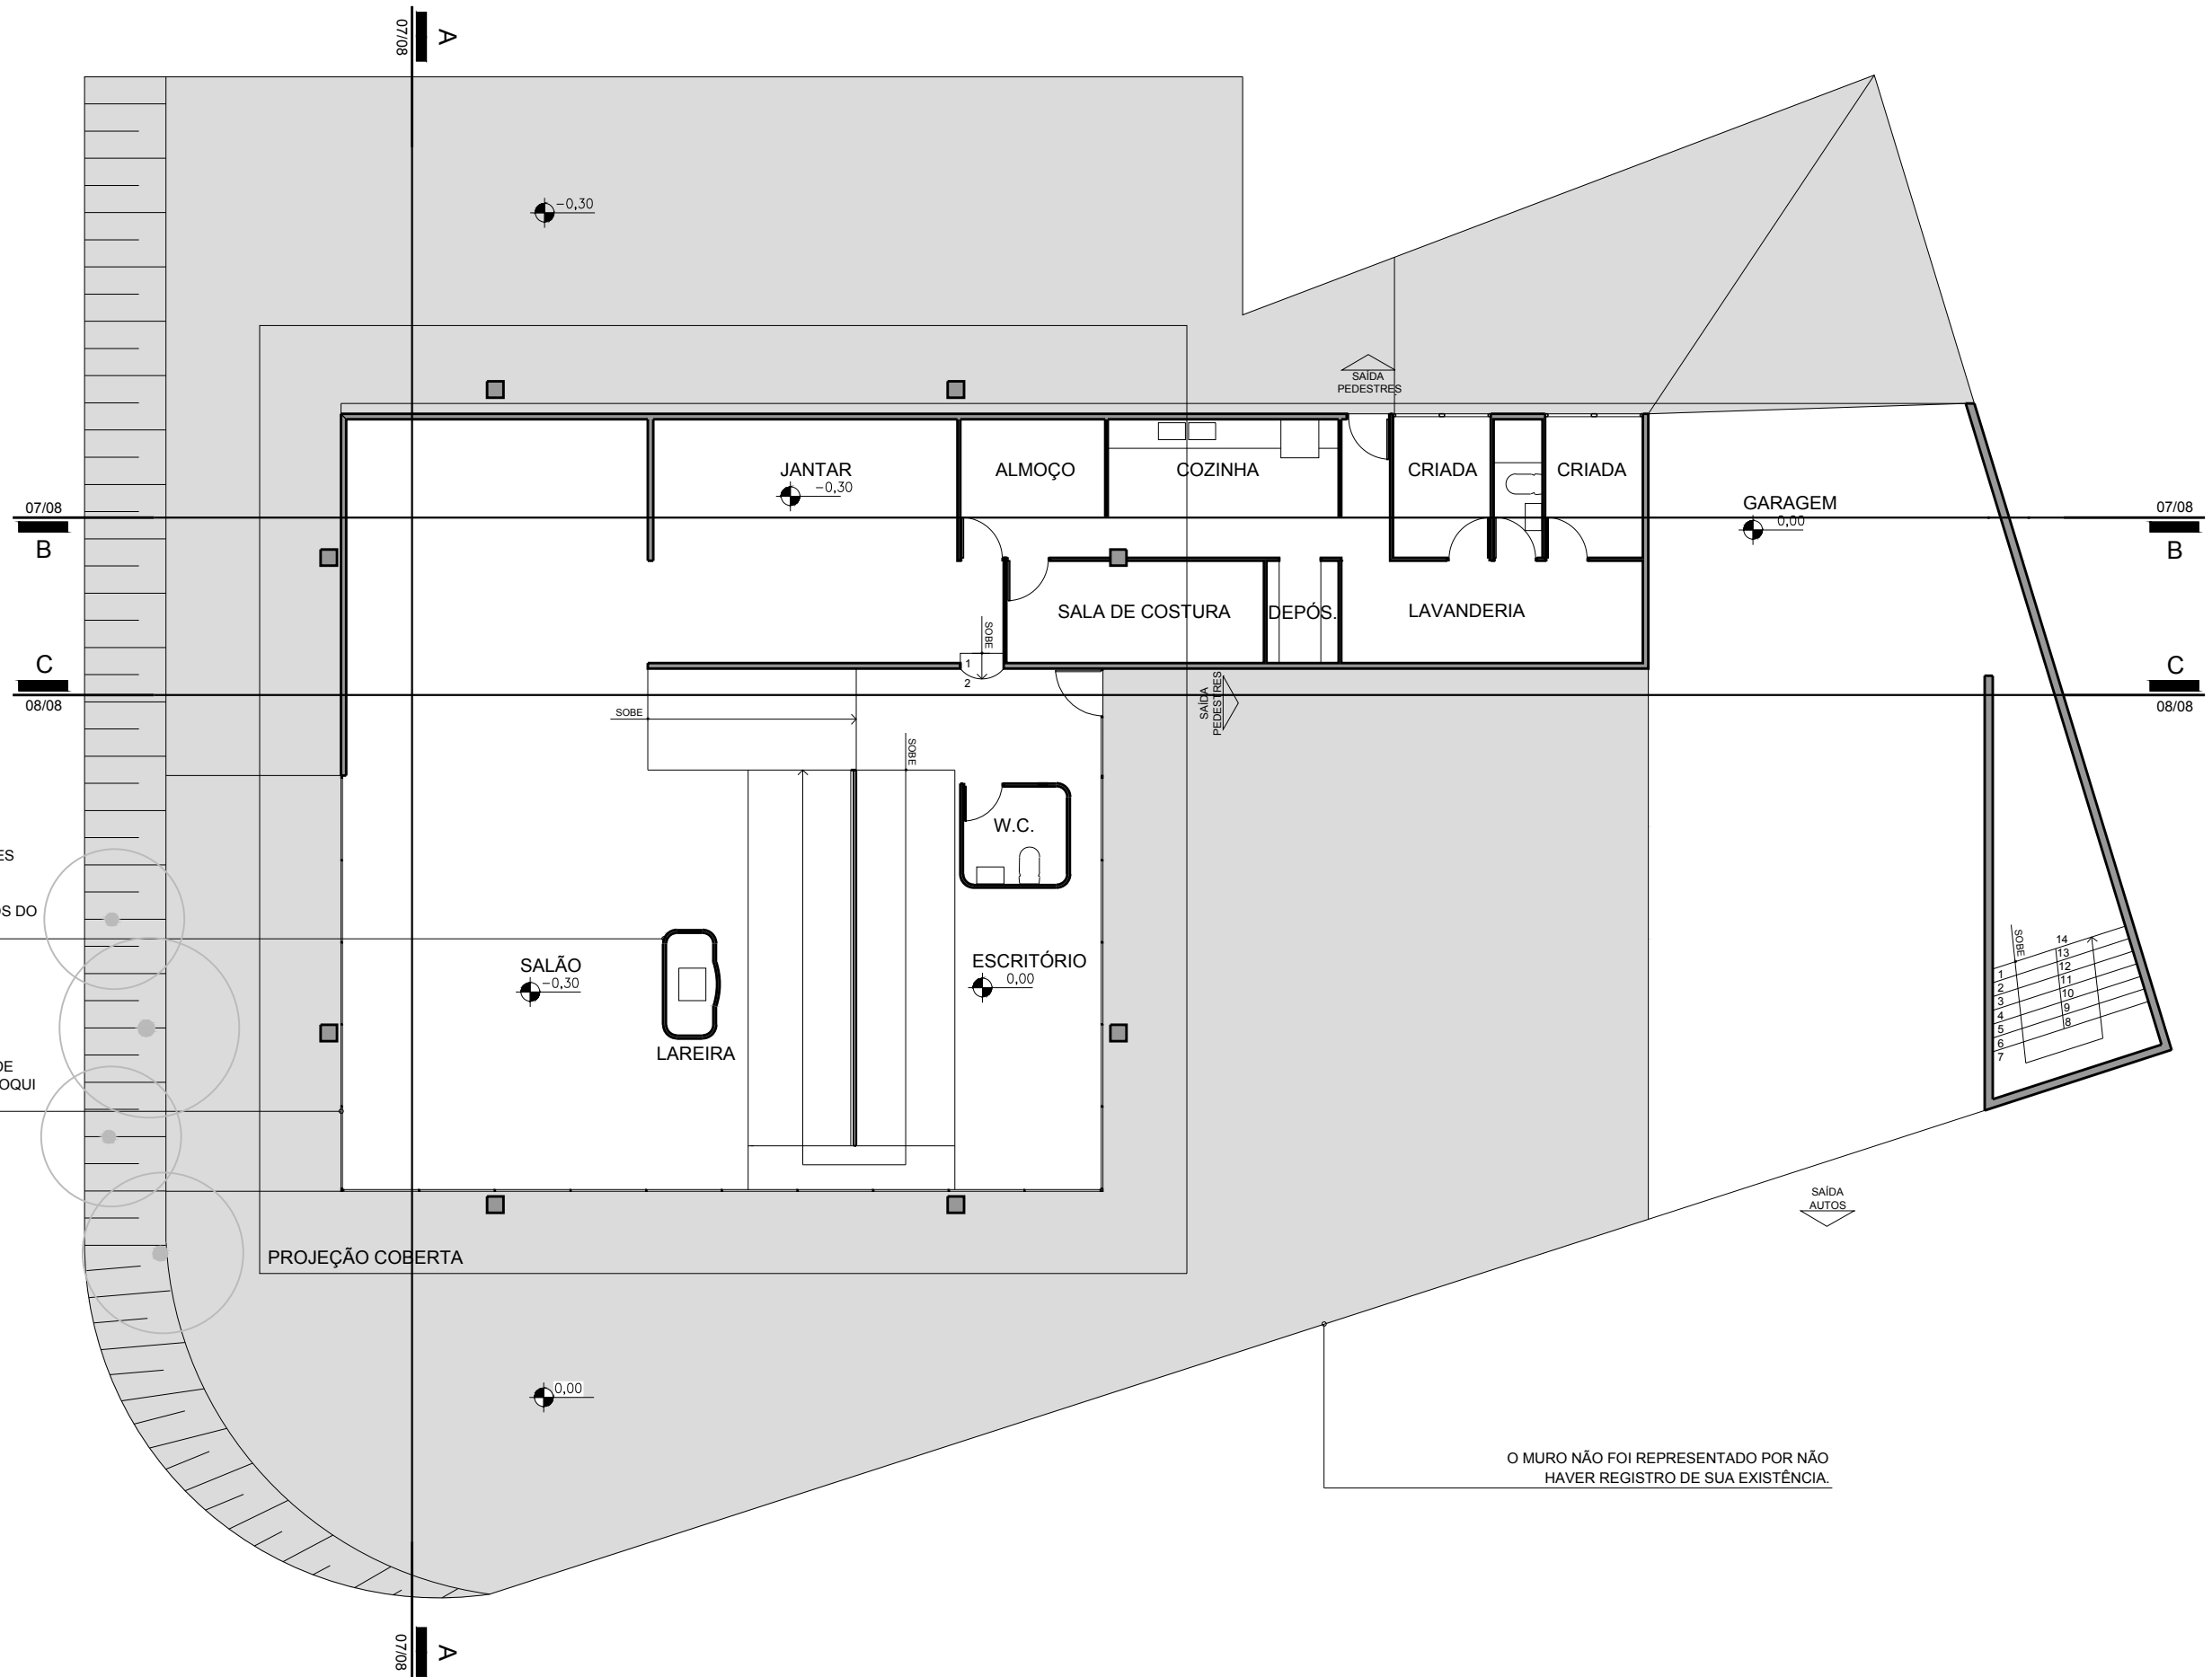 07/08
A
-0,30
SAÍDA
PEDESTRES
JANTAR
-0,30
ALMOÇO
COZINHA
CRIADA
CRIADA
GARAGEM
0,00
07/08
B
07/08
B
SALA DE COSTURA
DEPÓS.
LAVANDERIA
SOBE
1
2
C
08/08
C
08/08
SAÍDA
PEDESTRES
SOBE
SOBE
W.C.
ES
OS DO
SALÃO
-0,30
LAREIRA
ESCRITÓRIO
0,00
SOBE
14
13
12
11
10
9
8
1
2
3
4
5
6
7
DE
OQUI
SAÍDA
AUTOS
PROJEÇÃO COBERTA
0,00
O MURO NÃO FOI REPRESENTADO POR NÃO
HAVER REGISTRO DE SUA EXISTÊNCIA.
07/08
A